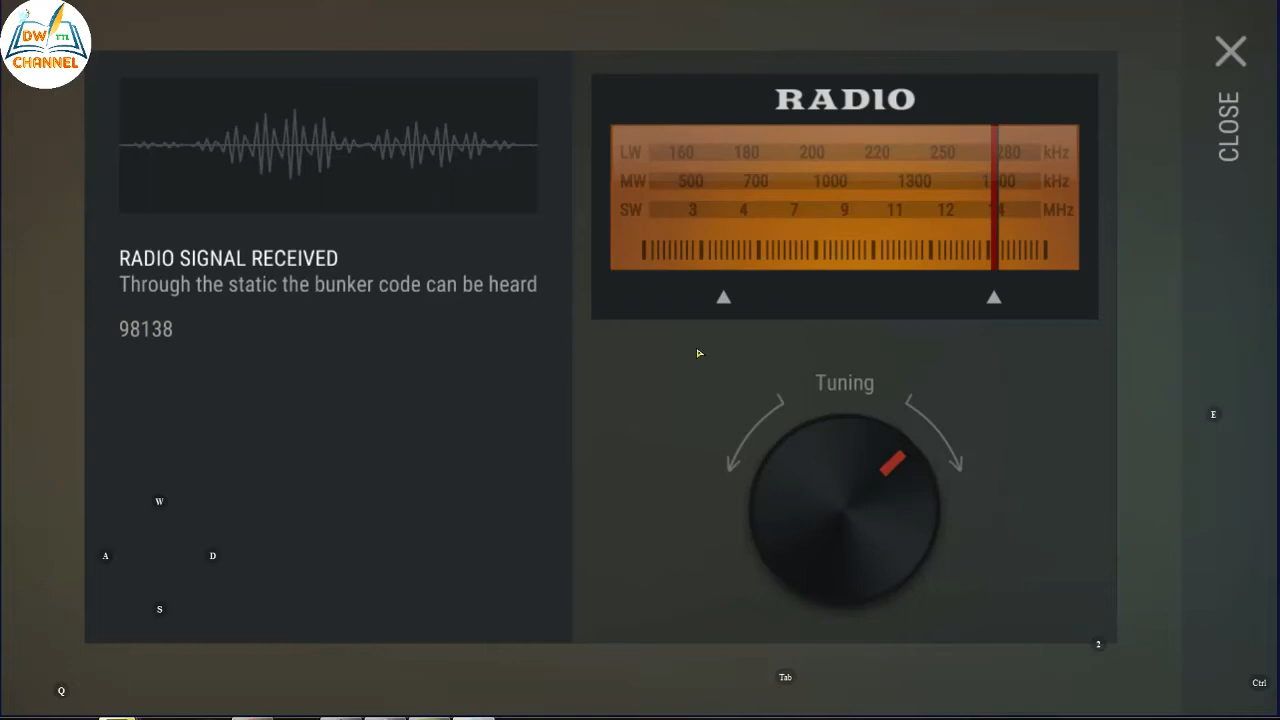 DW TTL
CHANNEL
RADIO
LW 160 180 200 220 250 280 kHz
MW 500 700 1000 1300 kHz
SW 3 4 7 9 11 12 14 MHz
CLOSE
RADIO SIGNAL RECEIVED
Through the static the bunker code can be heard
98138
Tuning
E
W
A D
S
2
Tab
Ctrl
Q